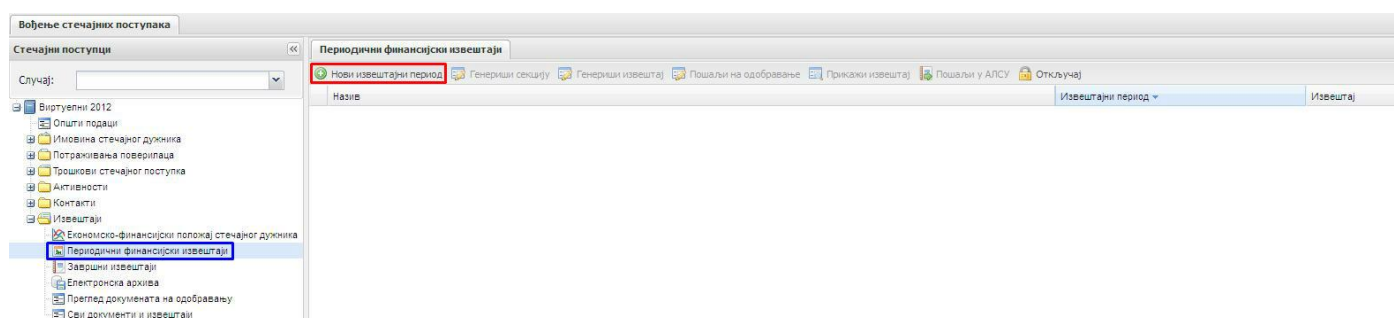 Вођење стечајних поступака
Стечајни поступци
Случај:
Виртуелни 2012
Општи подаци
Имовина стечајног дужника
Потраживања поверилаца
Трошкови стечајног поступка
Активности
Контакти
Извештаји
Економско-финансијски положај стечајног дужника
Периодични финансијски извештаји
Завршни извештаји
Електронска архива
Преглед докумената на одобравању
Сви документи и извештаји
Периодични финансијски извештаји
Нови извештајни период Генериши секцију Генериши извештај Пошаљи на одобравање Прикажи извештај Пошаљи у АЛСУ Откључај
Назив Извештајни период Извештај